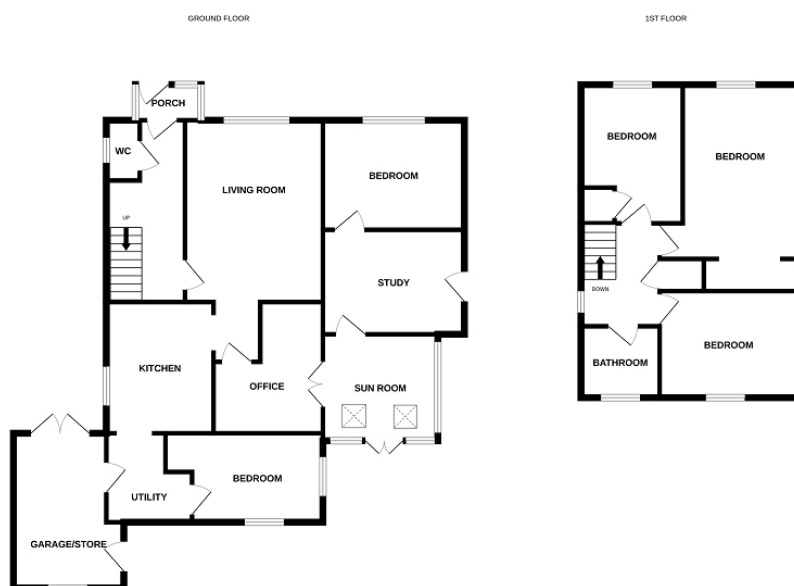 GROUND FLOOR
1ST FLOOR
PORCH
WC
LIVING ROOM
BEDROOM
UP
STUDY
KITCHEN
OFFICE
SUN ROOM
BEDROOM
UTILITY
GARAGE/STORE
BEDROOM
BEDROOM
DOWN
BATHROOM
BEDROOM